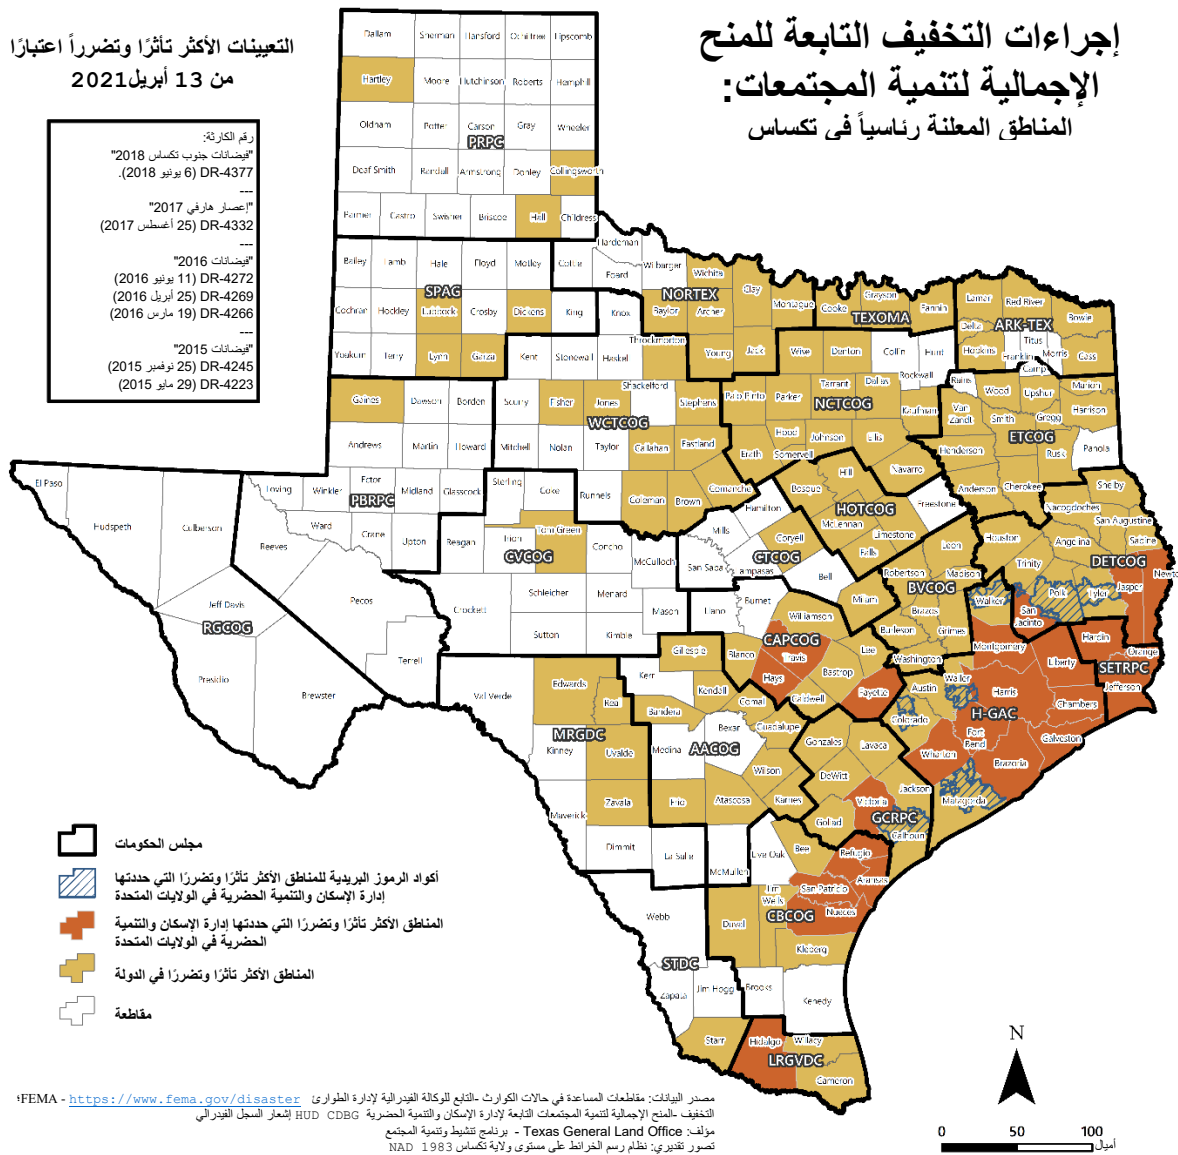 إجراءات التخفيف التابعة للمنح
الإجمالية لتنمية المجتمعات:
المناطق المعلنة رئاسياً في تكساس
التعيينات الأكثر تأثرًا وتضرراً اعتبارًا
من 13 أبريل2021
رقم الكارثة:
"فيضانات جنوب تكساس 2018"
DR-4377 (6 يونيو 2018).
---
"إعصار هارفي 2017"
DR-4332 (25 أغسطس 2017)
---
"فيضانات 2016"
DR-4272 (11 يونيو 2016)
DR-4269 (25 أبريل 2016)
DR-4266 (19 مارس 2016)
---
"فيضانات 2015"
DR-4245 (25 نوفمبر 2015)
DR-4223 (29 مايو 2015)
Dallam Sherman Hansford Ochiltree Lipscomb
Hartley Moore Hutchinson Roberts Hemphill
Oldham Potter Carson Gray Wheeler
PRPC
Deaf Smith Randall Armstrong Donley Collingsworth
Parmer Castro Swisher Briscoe Hall Childress
Bailey Lamb Hale Floyd Motley Cottle Hardeman Foard Wilbarger Wichita Clay Montague Cooke Grayson Fannin Lamar Red River Bowie
SPAG NORTEX TEXOMA ARK-TEX
Cochran Hockley Lubbock Crosby Dickens King Knox Baylor Archer Delta Titus Hopkins Franklin Morris Cass Camp
Yoakum Terry Lynn Garza Kent Stonewall Haskell Throckmorton Young Jack Wise Denton Collin Hunt Rockwall Rains Wood Upshur Marion
Gaines Dawson Borden Scurry Fisher Jones Shackelford Stephens Palo Pinto Parker Tarrant Dallas Kaufman Van Zandt Smith Gregg Harrison
WCTCOG NCTCOG ETCOG
Andrews Martin Howard Mitchell Nolan Taylor Callahan Eastland Erath Hood Somervell Johnson Ellis Navarro Henderson Rusk Panola
El Paso Hudspeth Culberson Loving Winkler Ector Midland Glasscock Sterling Coke Runnels Coleman Brown Comanche Bosque Hill Freestone Anderson Cherokee Shelby
PBRPC HOTCOG
Reeves Ward Crane Upton Reagan Irion Tom Green Concho McCulloch San Saba Mills Hamilton Lampasas Coryell McLennan Limestone Falls Bell Leon Houston Nacogdoches San Augustine Angelina Sabine
CVCOG CTCOG BVCOG DETCOG
Jeff Davis Pecos Crockett Schleicher Menard Mason Llano Burnet Williamson Milam Robertson Madison Brazos Walker Trinity Polk Tyler Jasper Newton
RGCOG
Presidio Brewster Terrell Sutton Kimble Gillespie Blanco Travis Hays Lee Bastrop Burleson Grimes Washington San Jacinto Montgomery Liberty Hardin Orange Jefferson
CAPCOG SETRPC
Val Verde Edwards Real Kerr Kendall Bandera Comal Caldwell Fayette Austin Waller Harris Chambers Colorado Fort Bend Galveston
MRGDC AACOG H-GAC
Kinney Uvalde Medina Bexar Guadalupe Gonzales Lavaca Wharton Brazoria Wilson DeWitt Jackson Matagorda
Maverick Zavala Frio Atascosa Karnes Goliad Victoria Calhoun
GCRPC
Dimmit La Salle McMullen Live Oak Bee Refugio Aransas
Webb Duval Jim Wells San Patricio Nueces Kleberg
CBCOG
STDC
Zapata Jim Hogg Brooks Kenedy
Starr Hidalgo Willacy Cameron
LRGVDC
مجلس الحكومات
أكواد الرموز البريدية للمناطق الأكثر تأثرًا وتضررًا التي حددتها
إدارة الإسكان والتنمية الحضرية في الولايات المتحدة
المناطق الأكثر تأثرًا وتضررًا التي حددتها إدارة الإسكان والتنمية
الحضرية في الولايات المتحدة
المناطق الأكثر تأثرًا وتضررًا في الدولة
مقاطعة
N
0 50 100
أميال
مصدر البيانات: مقاطعات المساعدة في حالات الكوارث -التابع للوكالة الفيدرالية لإدارة الطوارئ FEMA - https://www.fema.gov/disaster؛
التخفيف -المنح الإجمالية لتنمية المجتمعات التابعة لإدارة الإسكان والتنمية الحضرية HUD CDBG إشعار السجل الفيدرالي
مؤلف: Texas General Land Office - برنامج تنشيط وتنمية المجتمع
تصور تقديري: نظام رسم الخرائط على مستوى ولاية تكساس NAD 1983